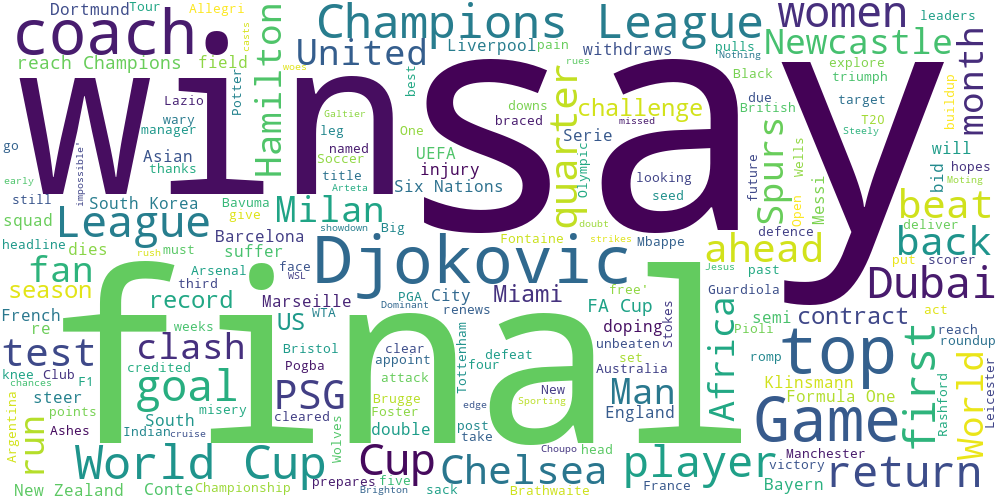 Dortmund Tour Allegri Champions League women leaders
coach casts United Liverpool pain withdraws pulls Newcastle
reach Champions field Hamilton woes best rues Nothing explore
win say quarter challenge Black triumph month
Lazio Potter Galtier downs braced One due British target T2O buildup
go wary manager leg named Soccer missed Serie Spurs Steely
impossible' Asian thanks title UEFA injury looking Olympic future Wells will
still South Korea Arteta Six Nations seed Messi Open bid hopes
early Bavuma give Milan Moting
squad League showdown Big Fontaine doubt Mbappe defence beat deliver
headline dies Barcelona suffer Djokovic strikes ahead back
fan rush must Arsenal face WSL Jesus past put scorer
season third Marseille PGA City Miami free' Guardiola Dubai
French record US WTA Dominant renews FA Cup semi contract act
re weeks Bristol clear Tottenham unbeaten doping stokes Africa Pioli reach
test clash Pogba appoint four defeat set top first roundup
knee Club credited final attack Australia romp
chances F1 goal PSG Brugge edge New Man Klinsmann World
steer misery cleared Foster Sporting England Formula One Rashford Leicester
Argentina points South double post Game
run Ashes Indian cruise Wolves take Choupo head Manchester
World Cup Cup Chelsea player victory return
New Zealand Conte Championship prepares five Brighton sack Brathwaite France Bayern